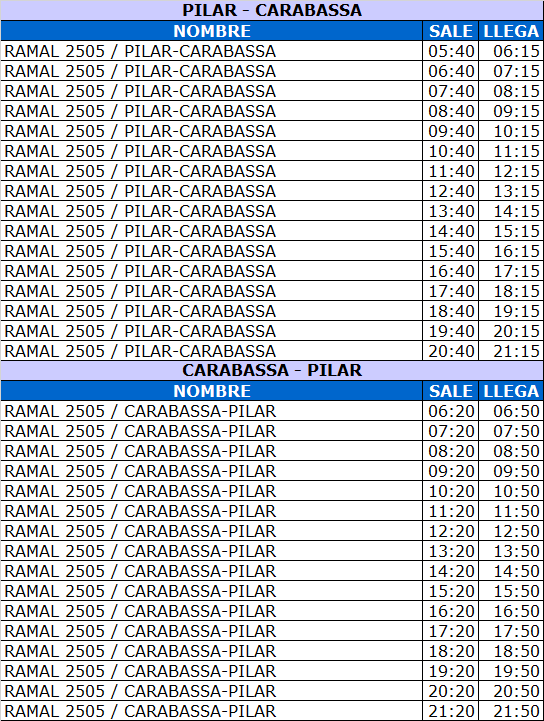 PILAR - CARABASSA
NOMBRE SALE LLEGA
RAMAL 2505 / PILAR-CARABASSA 05:40 06:15
RAMAL 2505 / PILAR-CARABASSA 06:40 07:15
RAMAL 2505 / PILAR-CARABASSA 07:40 08:15
RAMAL 2505 / PILAR-CARABASSA 08:40 09:15
RAMAL 2505 / PILAR-CARABASSA 09:40 10:15
RAMAL 2505 / PILAR-CARABASSA 10:40 11:15
RAMAL 2505 / PILAR-CARABASSA 11:40 12:15
RAMAL 2505 / PILAR-CARABASSA 12:40 13:15
RAMAL 2505 / PILAR-CARABASSA 13:40 14:15
RAMAL 2505 / PILAR-CARABASSA 14:40 15:15
RAMAL 2505 / PILAR-CARABASSA 15:40 16:15
RAMAL 2505 / PILAR-CARABASSA 16:40 17:15
RAMAL 2505 / PILAR-CARABASSA 17:40 18:15
RAMAL 2505 / PILAR-CARABASSA 18:40 19:15
RAMAL 2505 / PILAR-CARABASSA 19:40 20:15
RAMAL 2505 / PILAR-CARABASSA 20:40 21:15
CARABASSA - PILAR
NOMBRE SALE LLEGA
RAMAL 2505 / CARABASSA-PILAR 06:20 06:50
RAMAL 2505 / CARABASSA-PILAR 07:20 07:50
RAMAL 2505 / CARABASSA-PILAR 08:20 08:50
RAMAL 2505 / CARABASSA-PILAR 09:20 09:50
RAMAL 2505 / CARABASSA-PILAR 10:20 10:50
RAMAL 2505 / CARABASSA-PILAR 11:20 11:50
RAMAL 2505 / CARABASSA-PILAR 12:20 12:50
RAMAL 2505 / CARABASSA-PILAR 13:20 13:50
RAMAL 2505 / CARABASSA-PILAR 14:20 14:50
RAMAL 2505 / CARABASSA-PILAR 15:20 15:50
RAMAL 2505 / CARABASSA-PILAR 16:20 16:50
RAMAL 2505 / CARABASSA-PILAR 17:20 17:50
RAMAL 2505 / CARABASSA-PILAR 18:20 18:50
RAMAL 2505 / CARABASSA-PILAR 19:20 19:50
RAMAL 2505 / CARABASSA-PILAR 20:20 20:50
RAMAL 2505 / CARABASSA-PILAR 21:20 21:50